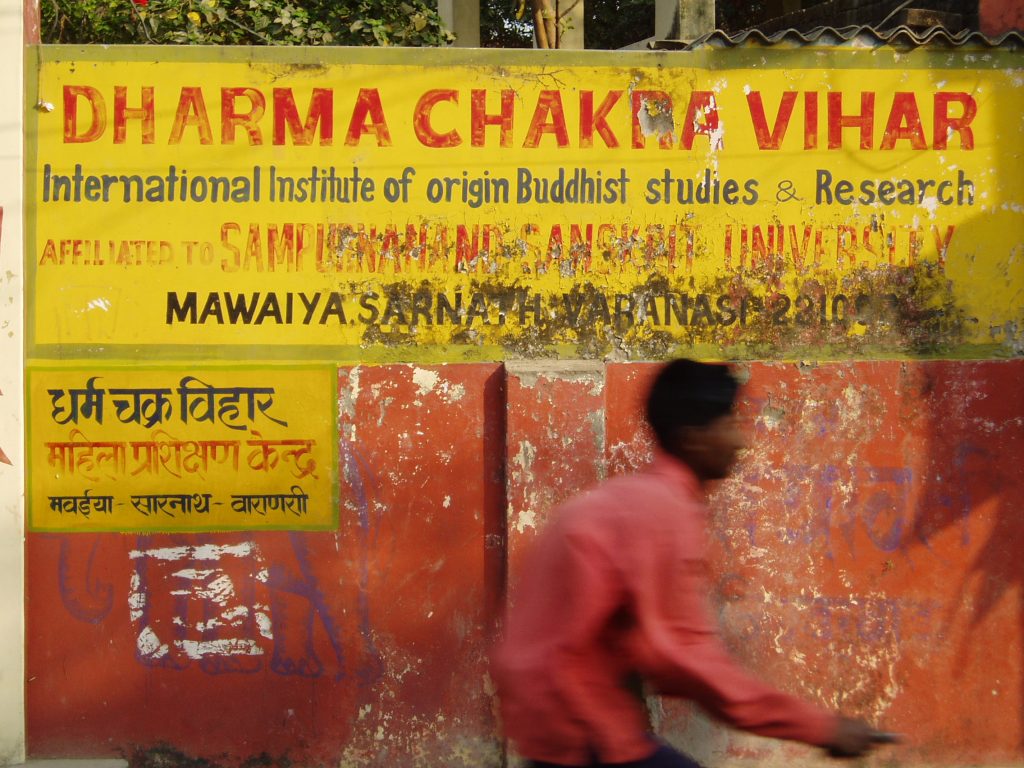 DHARMA CHAKRA VIHAR
International Institute of origin Buddhist studies & Research
AFFILIATED TO SAMPURNANAND SANSKRIT UNIVERSITY
MAWAIYA. SARNATH. VARANASI-
धर्म चक्र विहार
महिला प्रशिक्षण केन्द्र
मवईया - सारनाथ - वाराणसी